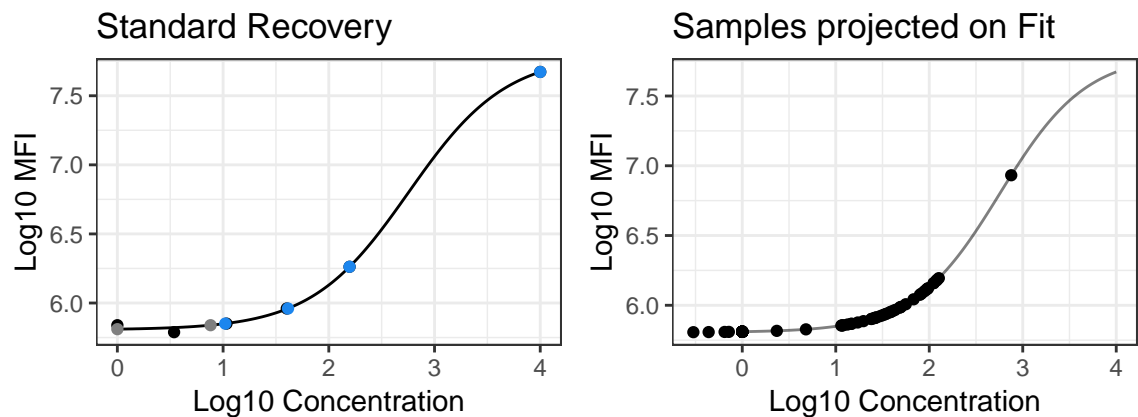 Standard Recovery
7.5
7.0
6.5
6.0
Log10 MFI
0 1 2 3 4
Log10 Concentration
Samples projected on Fit
7.5
7.0
6.5
6.0
Log10 MFI
0 1 2 3 4
Log10 Concentration